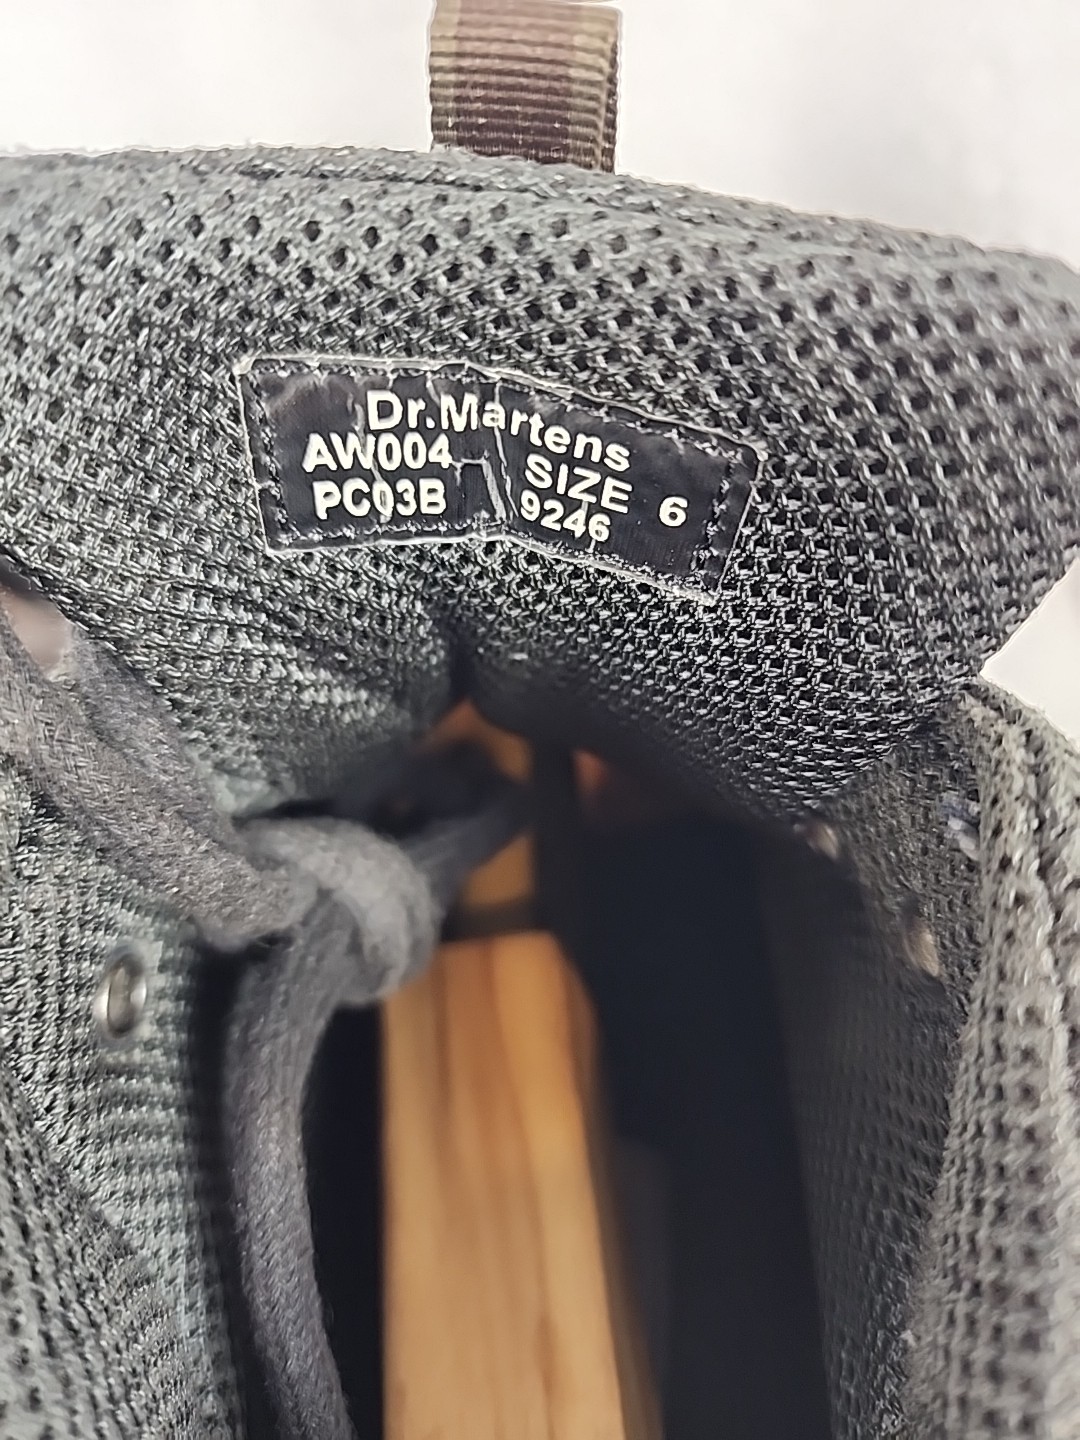 Dr.Martens
AW004 SIZE 6
PC03B 9246